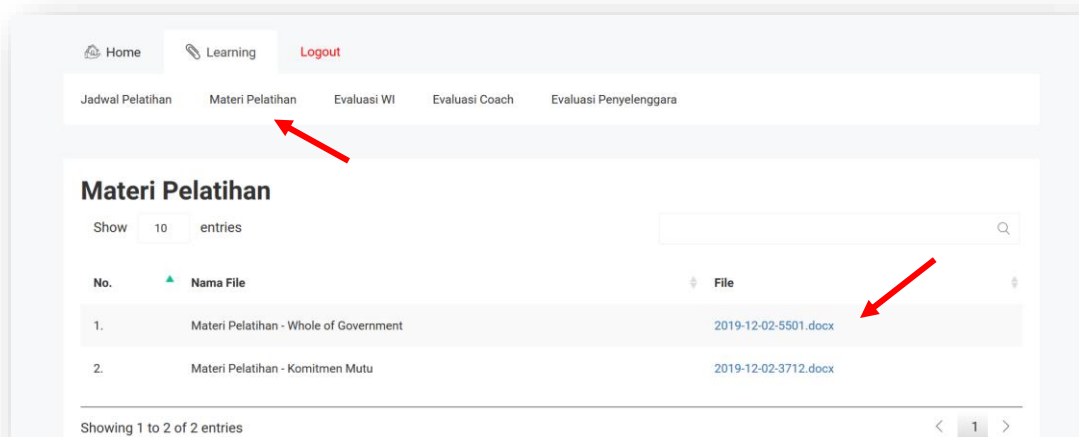 Home Learning Logout
Jadwal Pelatihan Materi Pelatihan Evaluasi WI Evaluasi Coach Evaluasi Penyelenggara
Materi Pelatihan
Show 10 entries
No. Nama File File
1. Materi Pelatihan - Whole of Government 2019-12-02-5501.docx
2. Materi Pelatihan - Komitmen Mutu 2019-12-02-3712.docx
Showing 1 to 2 of 2 entries < 1 >